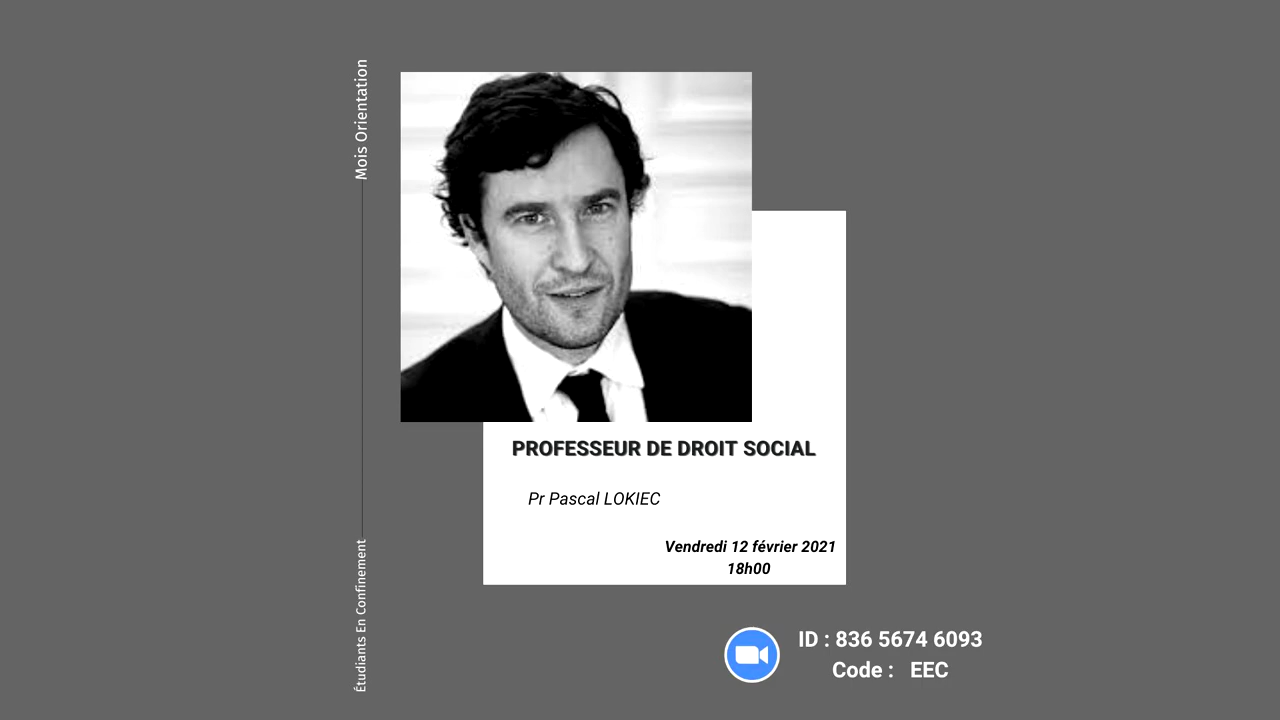 Mois Orientation
Étudiants En Confinement
PROFESSEUR DE DROIT SOCIAL
Pr Pascal LOKIEC
Vendredi 12 février 2021
18h00
ID : 836 5674 6093
Code : EEC